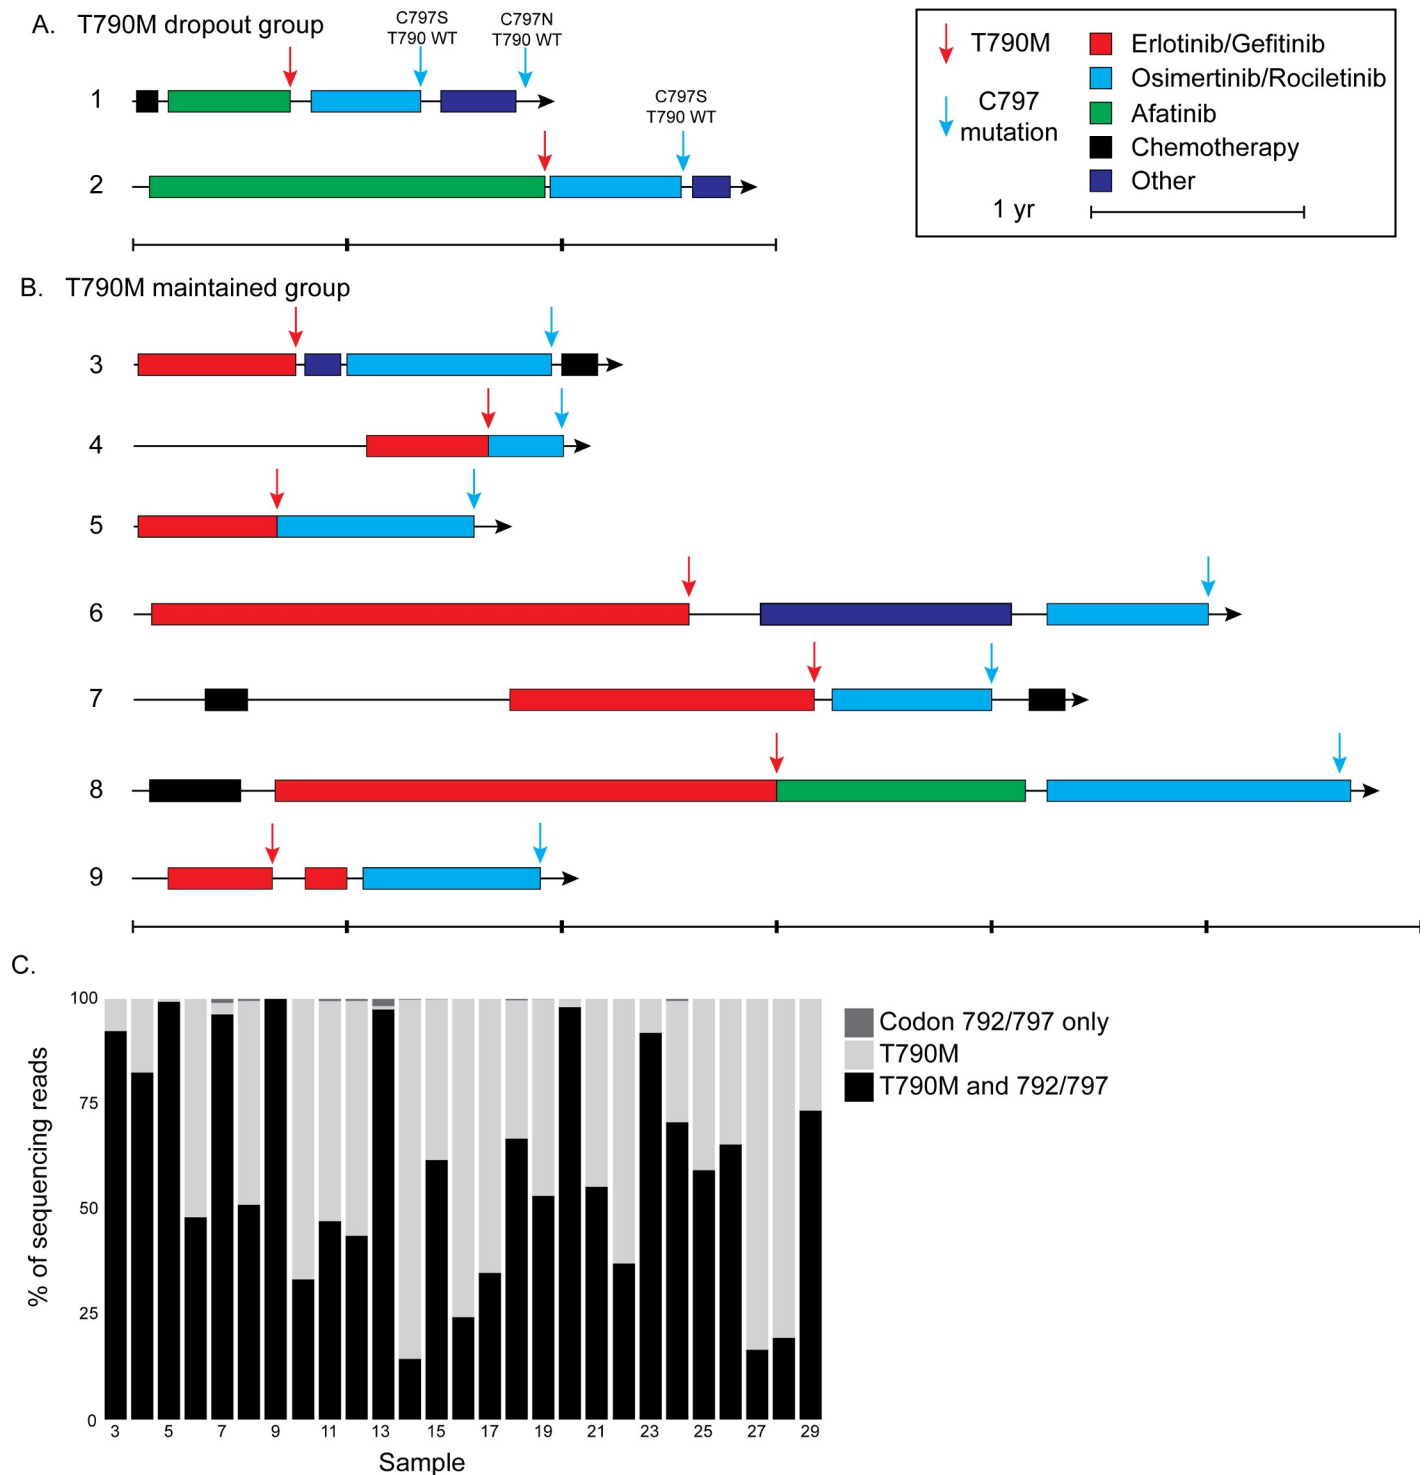 A. T790M dropout group
C797S
T790 WT
C797N
T790 WT
1
C797S
T790 WT
2
T790M
C797
mutation
1 yr
Erlotinib/Gefitinib
Osimertinib/Rociletinib
Afatinib
Chemotherapy
Other
B. T790M maintained group
3
4
5
6
7
8
9
C.
% of sequencing reads
100
75
50
25
0
3 5 7 9 11 13 15 17 19 21 23 25 27 29
Sample
Codon 792/797 only
T790M
T790M and 792/797